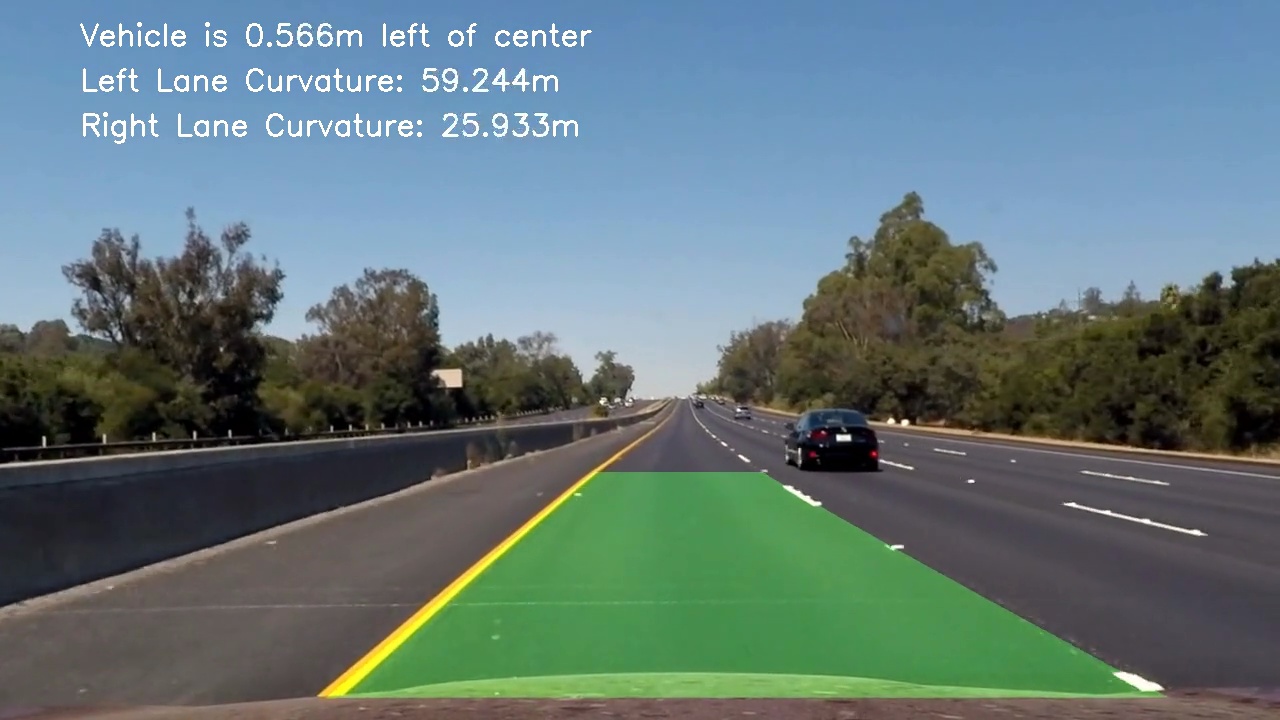 Vehicle is 0.566m left of center
Left Lane Curvature: 59.244m
Right Lane Curvature: 25.933m